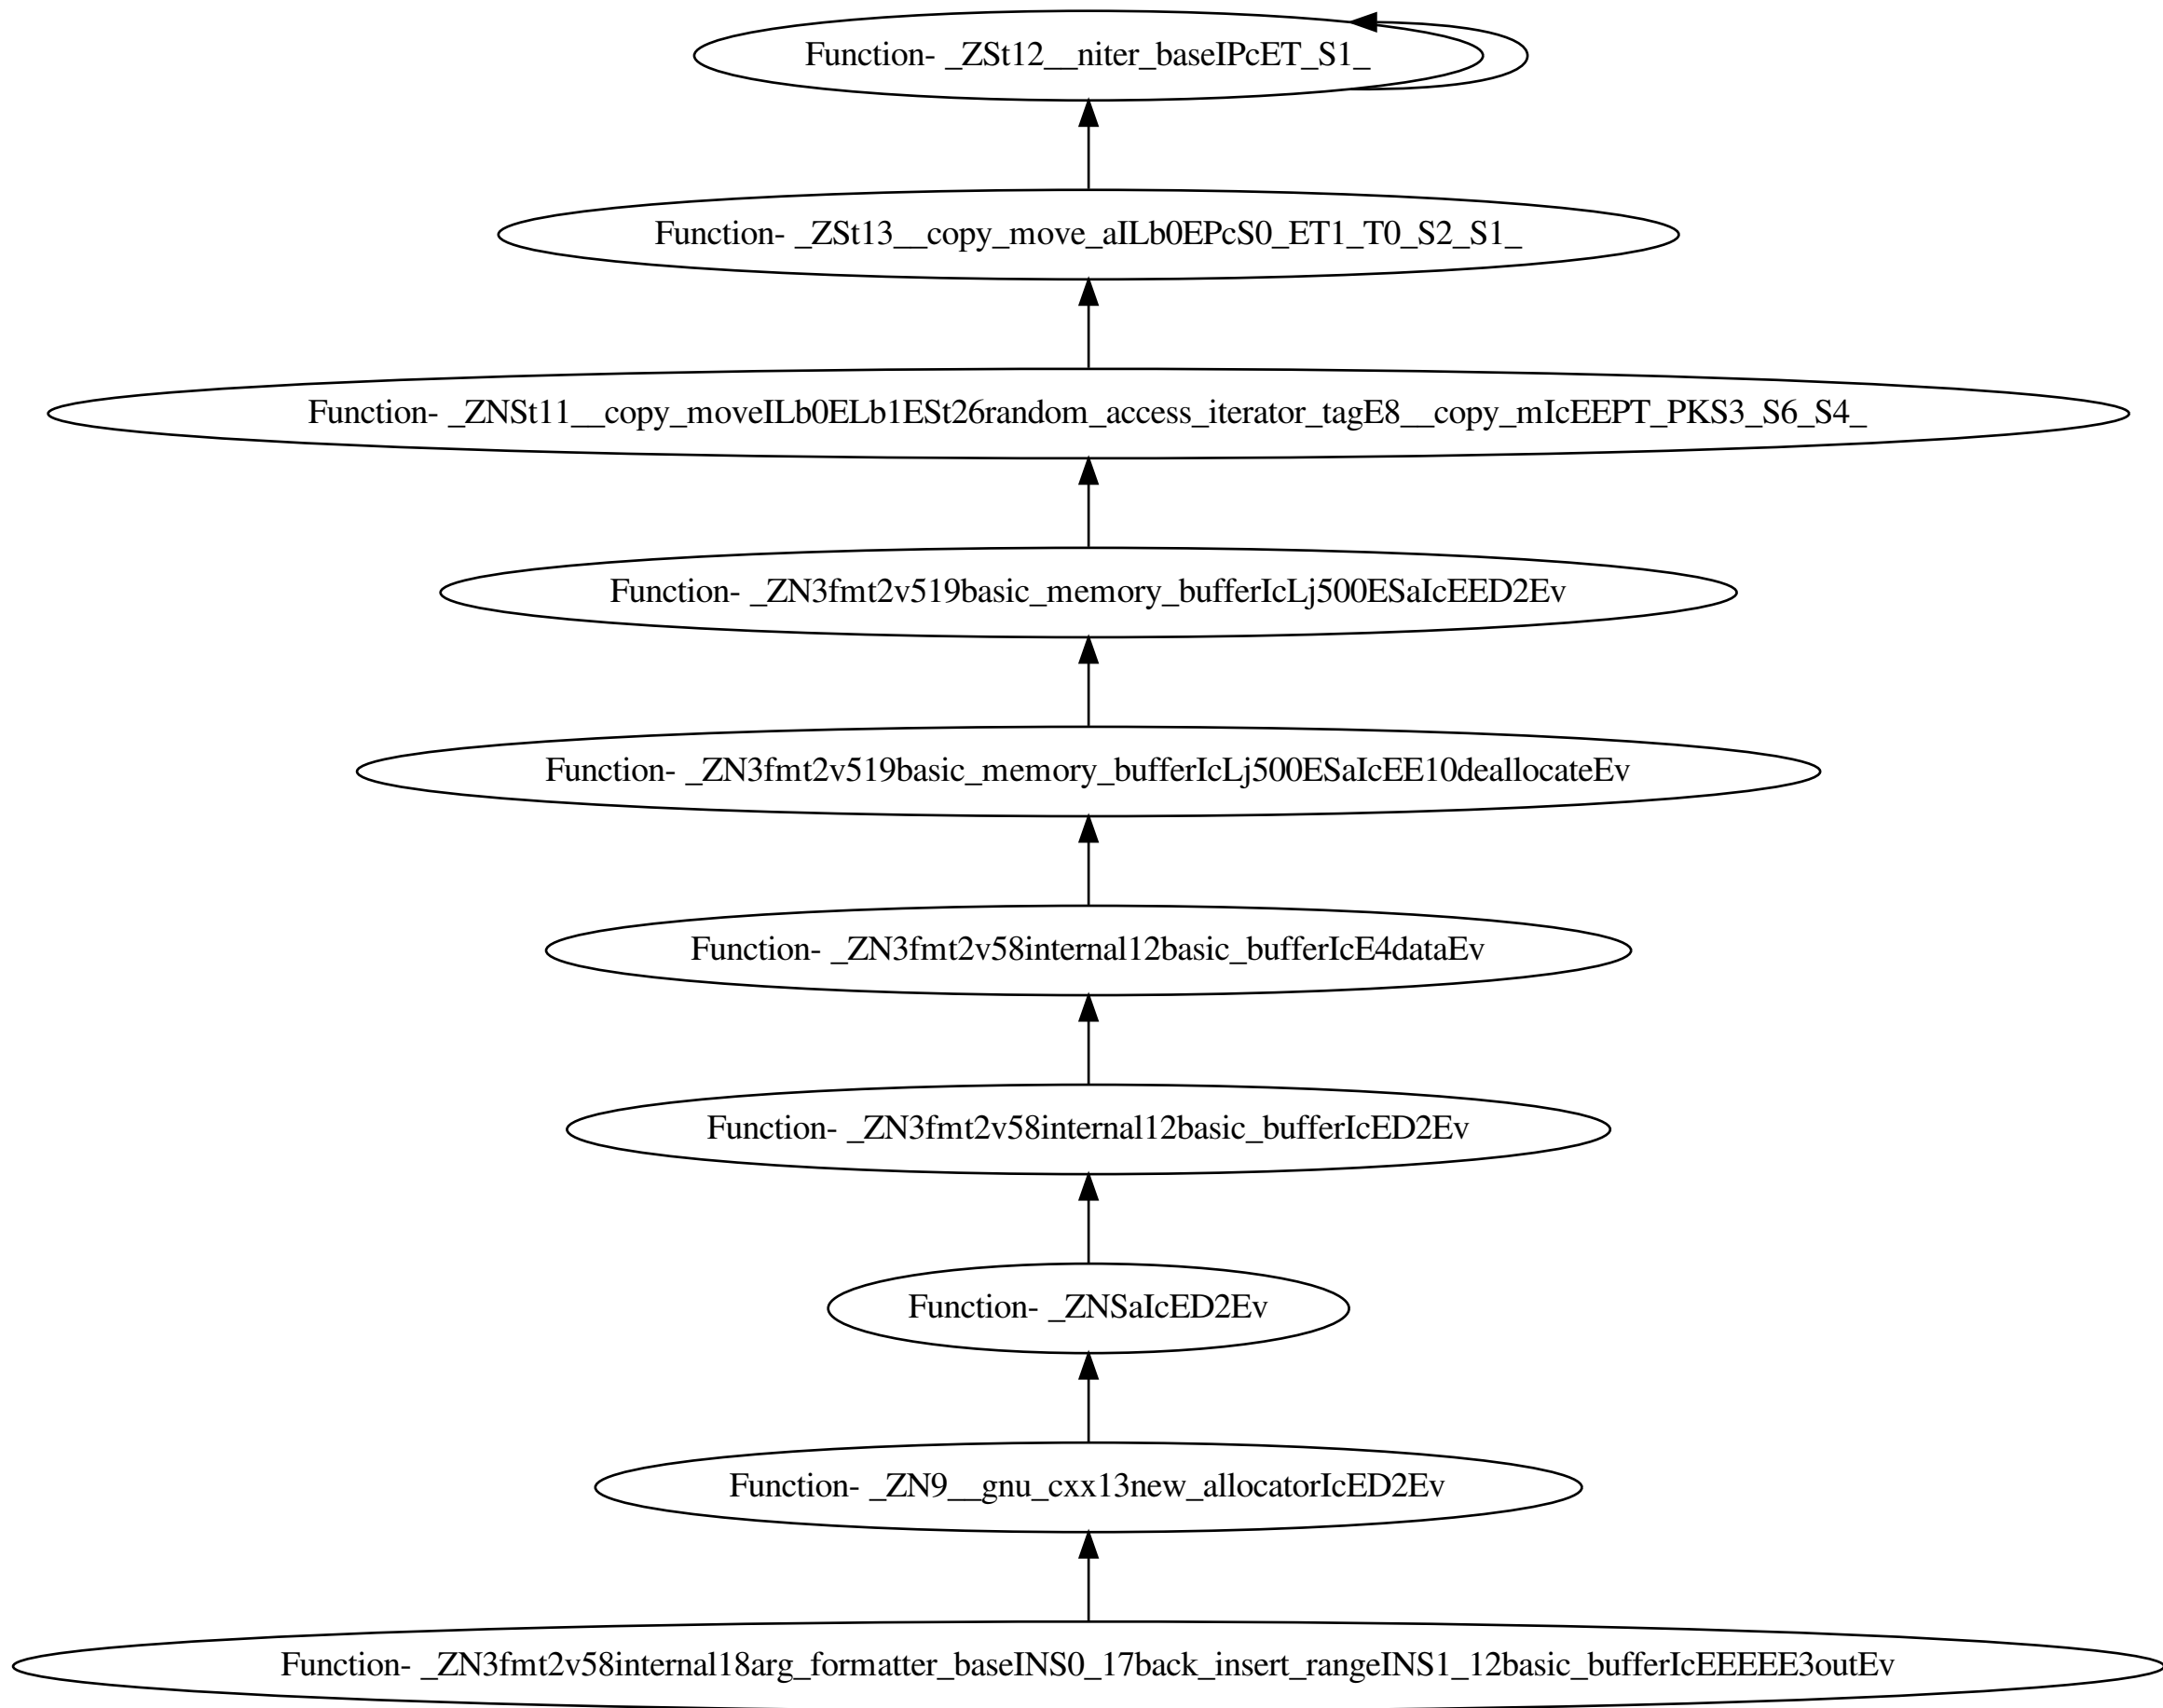 Function- _ZSt12__niter_baseIPcET_S1_
Function- _ZSt13__copy_move_aILb0EPcS0_ET1_T0_S2_S1_
Function- _ZNSt11__copy_moveILb0ELb1ESt26random_access_iterator_tagE8__copy_mIcEEPT_PKS3_S6_S4_
Function- _ZN3fmt2v519basic_memory_bufferIcLj500ESaIcEED2Ev
Function- _ZN3fmt2v519basic_memory_bufferIcLj500ESaIcEE10deallocateEv
Function- _ZN3fmt2v58internal12basic_bufferIcE4dataEv
Function- _ZN3fmt2v58internal12basic_bufferIcED2Ev
Function- _ZNSaIcED2Ev
Function- _ZN9__gnu_cxx13new_allocatorIcED2Ev
Function- _ZN3fmt2v58internal18arg_formatter_baseINS0_17back_insert_rangeINS1_12basic_bufferIcEEEEE3outEv